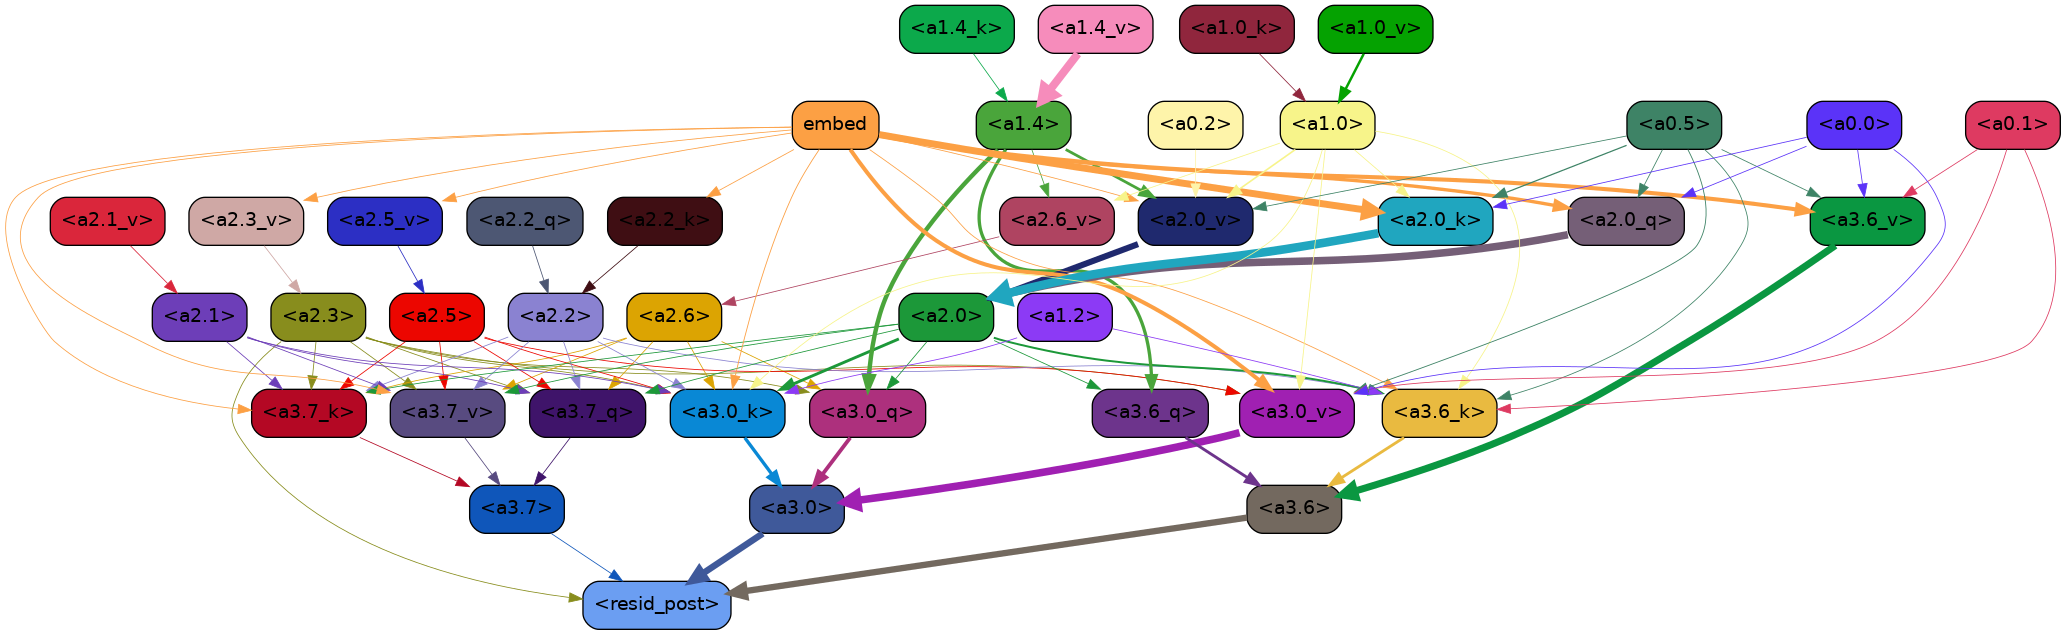 <a1.4_k> <a1.4_v> <a1.0_k> <a1.0_v>
embed <a1.4> <a0.2> <a1.0> <a0.5> <a0.0> <a0.1>
<a2.1_v> <a2.3_v> <a2.5_v> <a2.2_q> <a2.2_k> <a2.6_v> <a2.0_v> <a2.0_k> <a2.0_q> <a3.6_v>
<a2.1> <a2.3> <a2.5> <a2.2> <a2.6> <a2.0> <a1.2>
<a3.7_k> <a3.7_v> <a3.7_q> <a3.0_k> <a3.0_q> <a3.6_q> <a3.0_v> <a3.6_k>
<a3.7> <a3.0> <a3.6>
<resid_post>